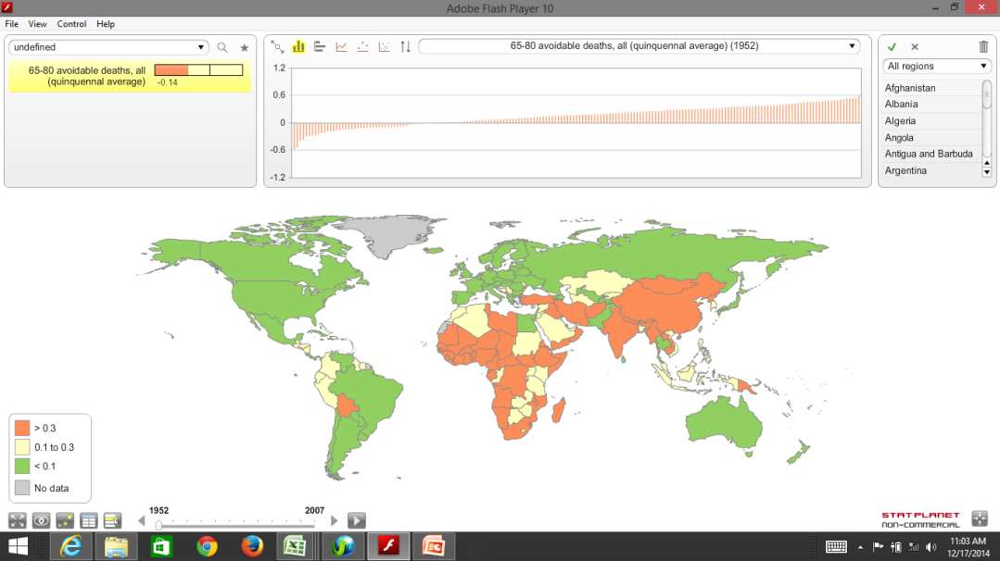 Adobe Flash Player 10
File View Control Help
undefined
65-80 avoidable deaths, all
(quinquennal average)
-0.14
65-80 avoidable deaths, all (quinquennal average) (1952)
1.2
0.6
0
-0.6
-1.2
All regions
Afghanistan
Albania
Algeria
Angola
Antigua and Barbuda
Argentina
> 0.3
0.1 to 0.3
< 0.1
No data
1952 2007
STATPLANET
NON-COMMERCIAL
11:03 AM
12/17/2014